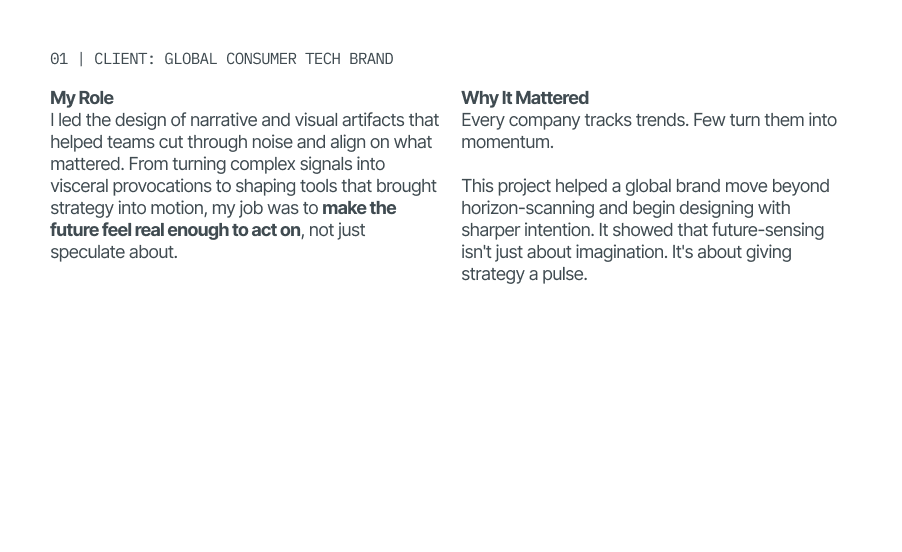 01 | CLIENT: GLOBAL CONSUMER TECH BRAND
My Role
I led the design of narrative and visual artifacts that
helped teams cut through noise and align on what
mattered. From turning complex signals into
visceral provocations to shaping tools that brought
strategy into motion, my job was to make the
future feel real enough to act on, not just
speculate about.
Why It Mattered
Every company tracks trends. Few turn them into
momentum.
This project helped a global brand move beyond
horizon-scanning and begin designing with
sharper intention. It showed that future-sensing
isn't just about imagination. It's about giving
strategy a pulse.